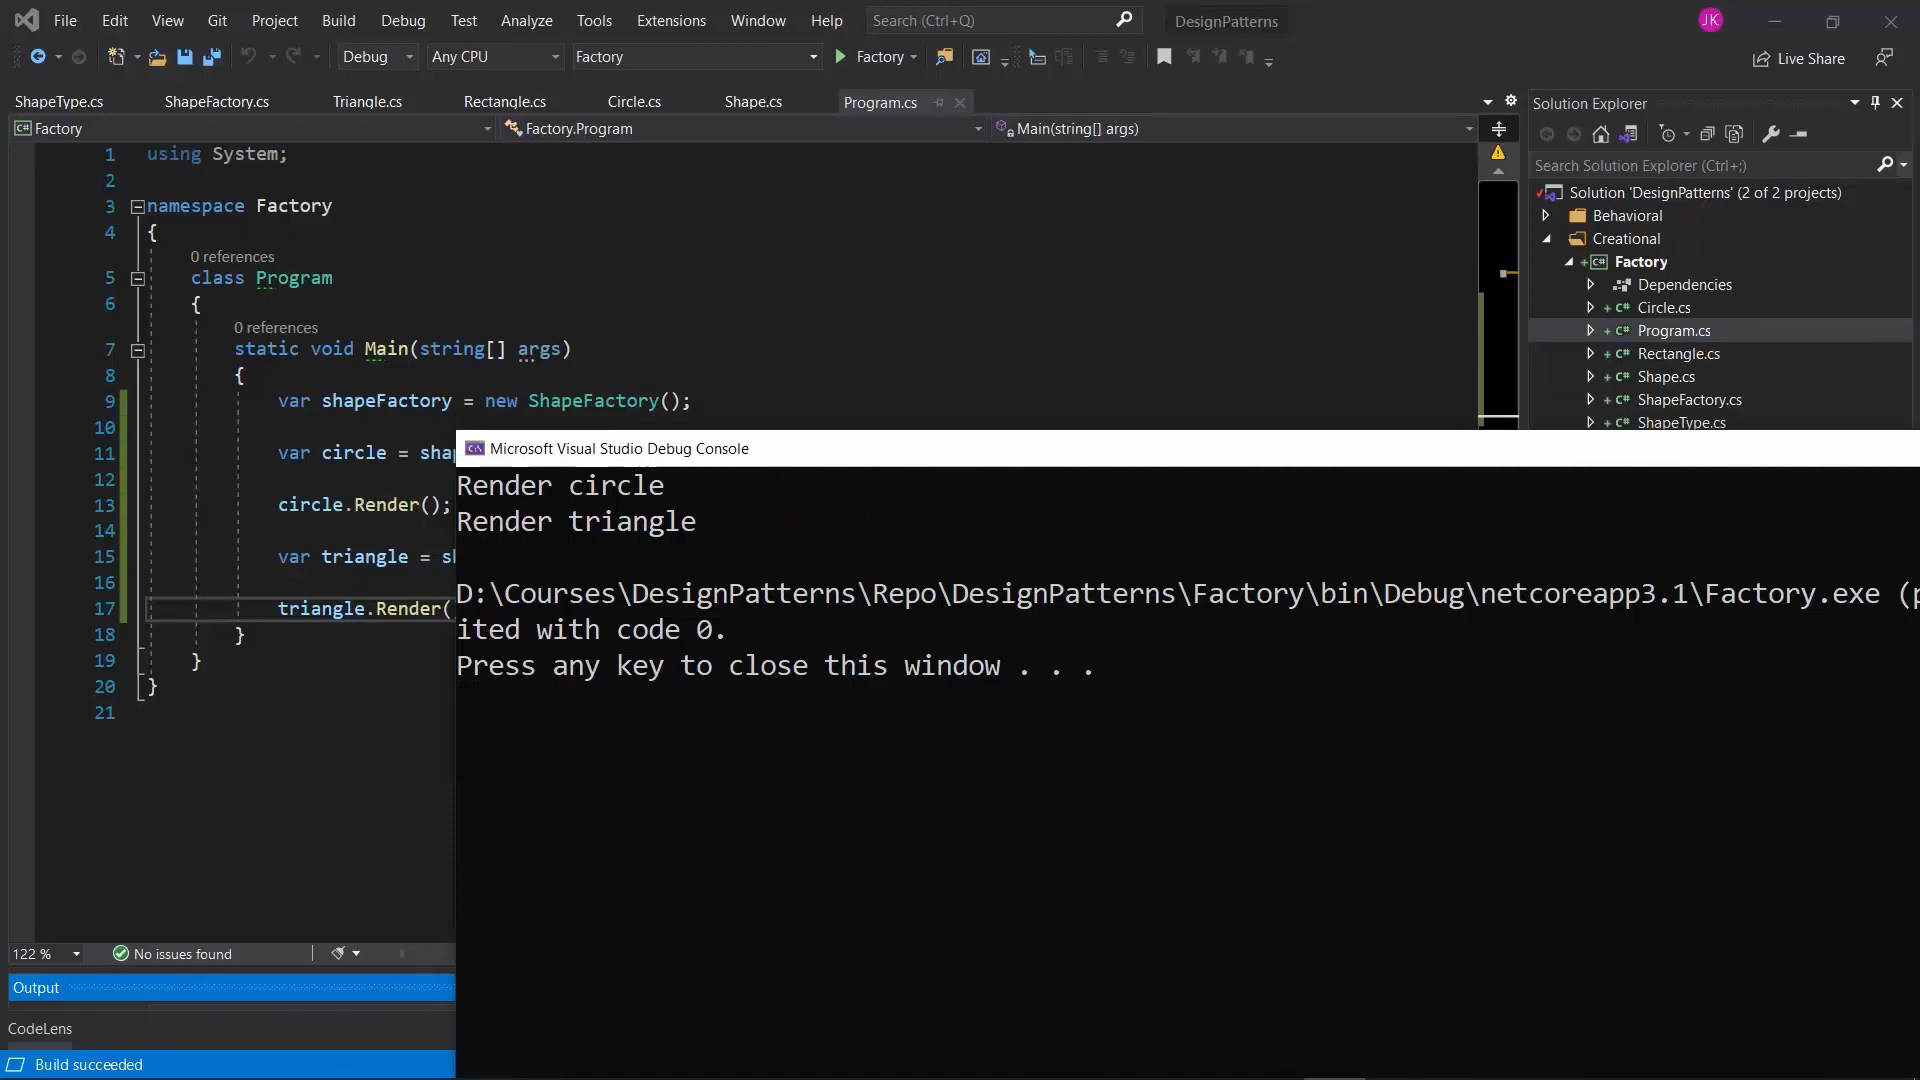 File Edit View Git Project Build Debug Test Analyze Tools Extensions Window Help Search (Ctrl+Q) DesignPatterns JK
Debug Any CPU Factory Factory Live Share
ShapeType.cs ShapeFactory.cs Triangle.cs Rectangle.cs Circle.cs Shape.cs Program.cs
Factory Factory.Program Main(string[] args)
1 using System;
2
3 namespace Factory
4 {
0 references
5 class Program
6 {
0 references
7 static void Main(string[] args)
8 {
9 var shapeFactory = new ShapeFactory();
10
11 var circle = shap
12
13 circle.Render();
14
15 var triangle = sh
16
17 triangle.Render(
18 }
19 }
20 }
21
122 % No issues found
Output
CodeLens
Build succeeded
Microsoft Visual Studio Debug Console
Render circle
Render triangle
D:\Courses\DesignPatterns\Repo\DesignPatterns\Factory\bin\Debug\netcoreapp3.1\Factory.exe (p
ited with code 0.
Press any key to close this window . . .
Solution Explorer
Search Solution Explorer (Ctrl+;)
Solution 'DesignPatterns' (2 of 2 projects)
Behavioral
Creational
C# Factory
Dependencies
C# Circle.cs
C# Program.cs
C# Rectangle.cs
C# Shape.cs
C# ShapeFactory.cs
C# ShapeType.cs